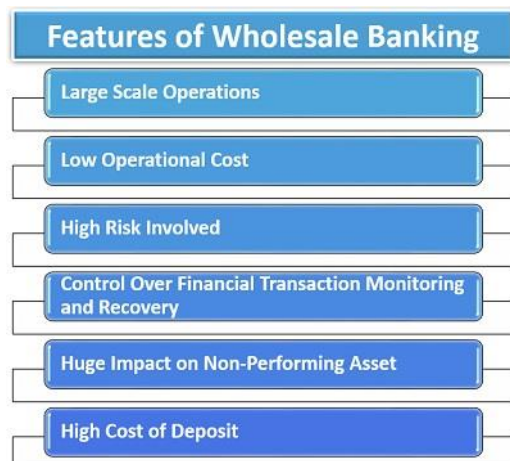 Features of Wholesale Banking
Large Scale Operations
Low Operational Cost
High Risk Involved
Control Over Financial Transaction Monitoring
and Recovery
Huge Impact on Non-Performing Asset
High Cost of Deposit